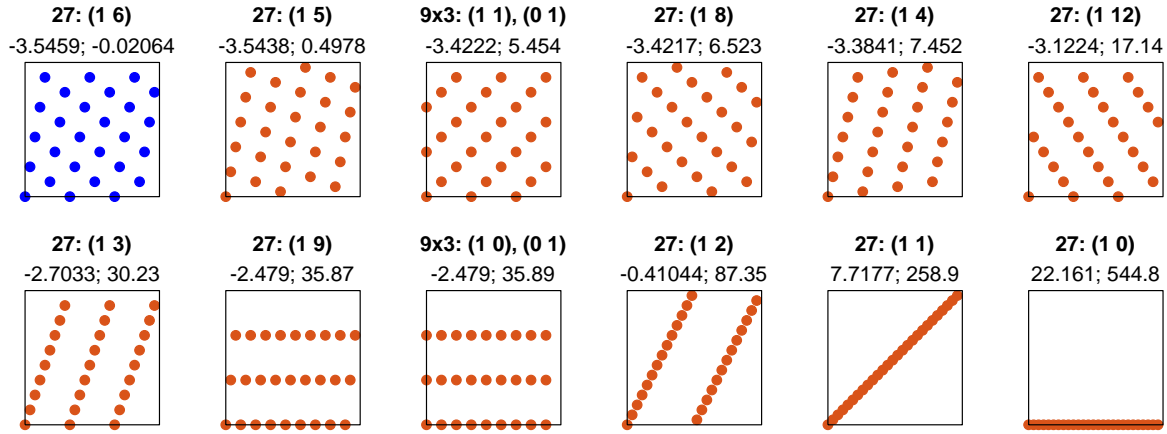 27: (1 6)
-3.5459; -0.02064
27: (1 5)
-3.5438; 0.4978
9x3: (1 1), (0 1)
-3.4222; 5.454
27: (1 8)
-3.4217; 6.523
27: (1 4)
-3.3841; 7.452
27: (1 12)
-3.1224; 17.14
27: (1 3)
-2.7033; 30.23
27: (1 9)
-2.479; 35.87
9x3: (1 0), (0 1)
-2.479; 35.89
27: (1 2)
-0.41044; 87.35
27: (1 1)
7.7177; 258.9
27: (1 0)
22.161; 544.8